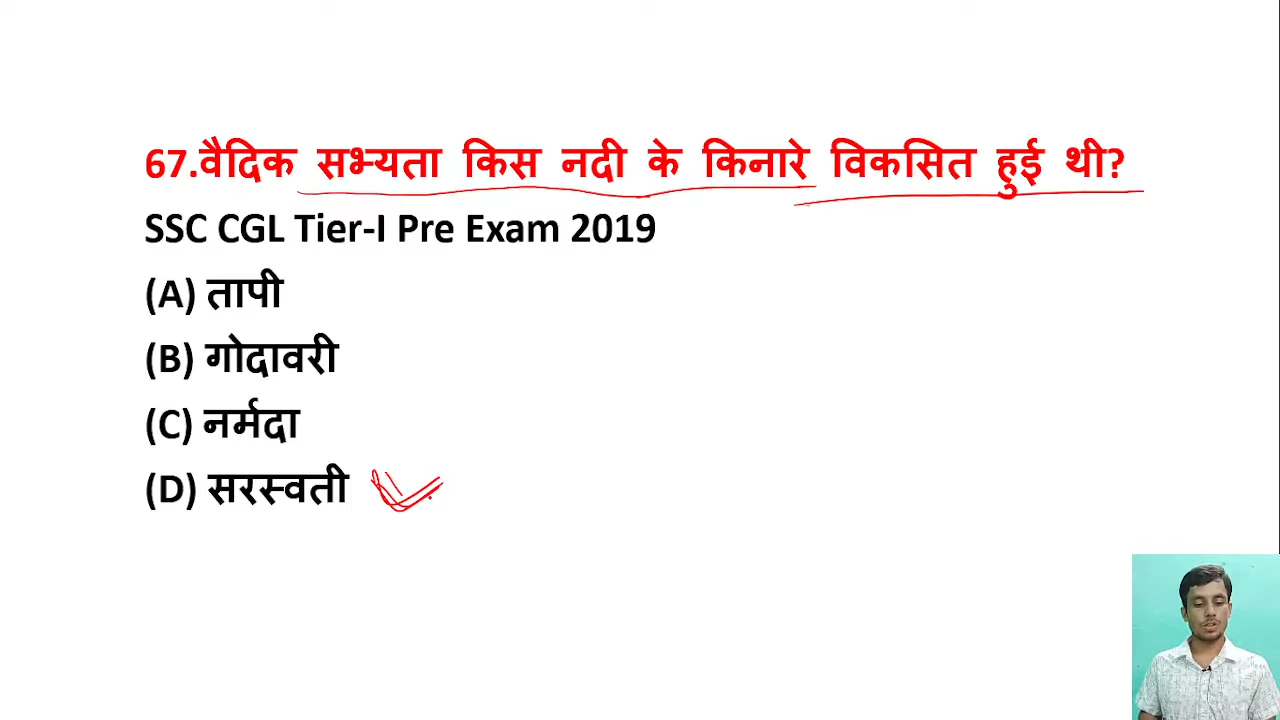 67.वैदिक सभ्यता किस नदी के किनारे विकसित हुई थी?
SSC CGL Tier-I Pre Exam 2019
(A) तापी
(B) गोदावरी
(C) नर्मदा
(D) सरस्वती